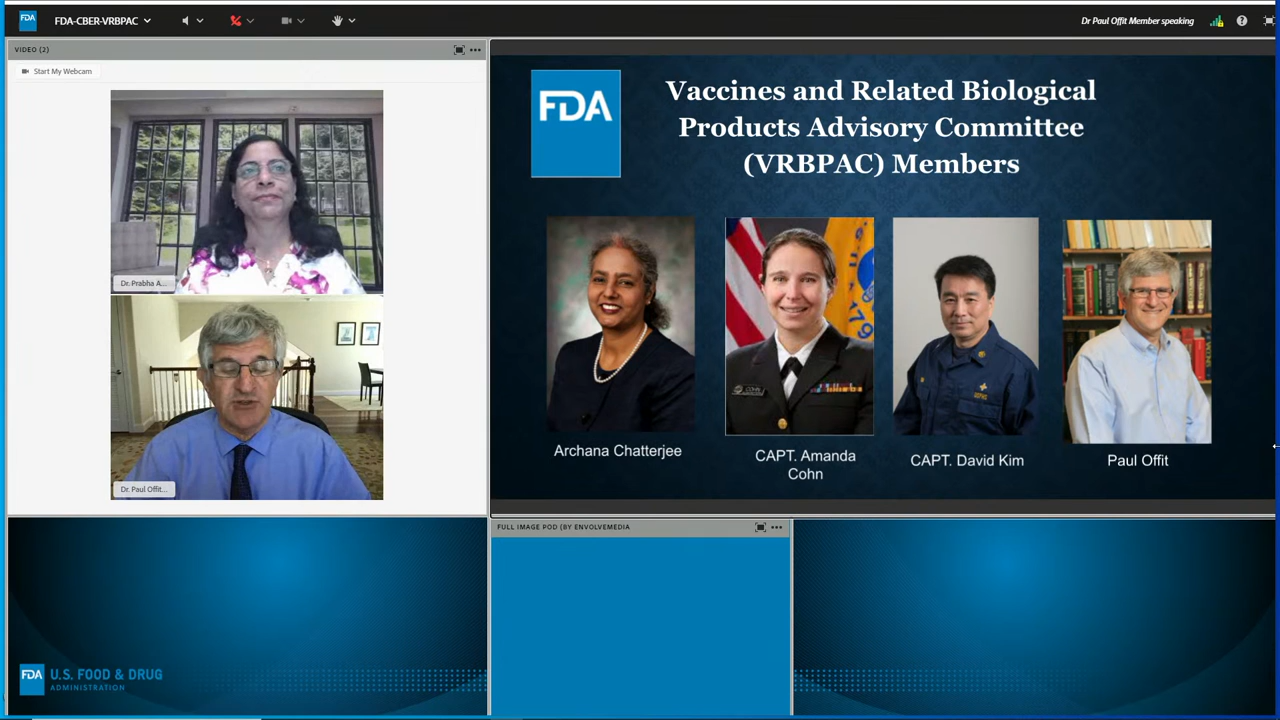 FDA
FDA-CBER-VRBPAC
Dr Paul Offit Member speaking
VIDEO (2)
Start My Webcam
Dr. Prabha A...
Dr. Paul Offit...
FDA
Vaccines and Related Biological
Products Advisory Committee
(VRBPAC) Members
Archana Chatterjee
CAPT. Amanda
Cohn
CAPT. David Kim
Paul Offit
FULL IMAGE POD (BY ENVOLVEMEDIA
FDA
U.S. FOOD & DRUG
ADMINISTRATION